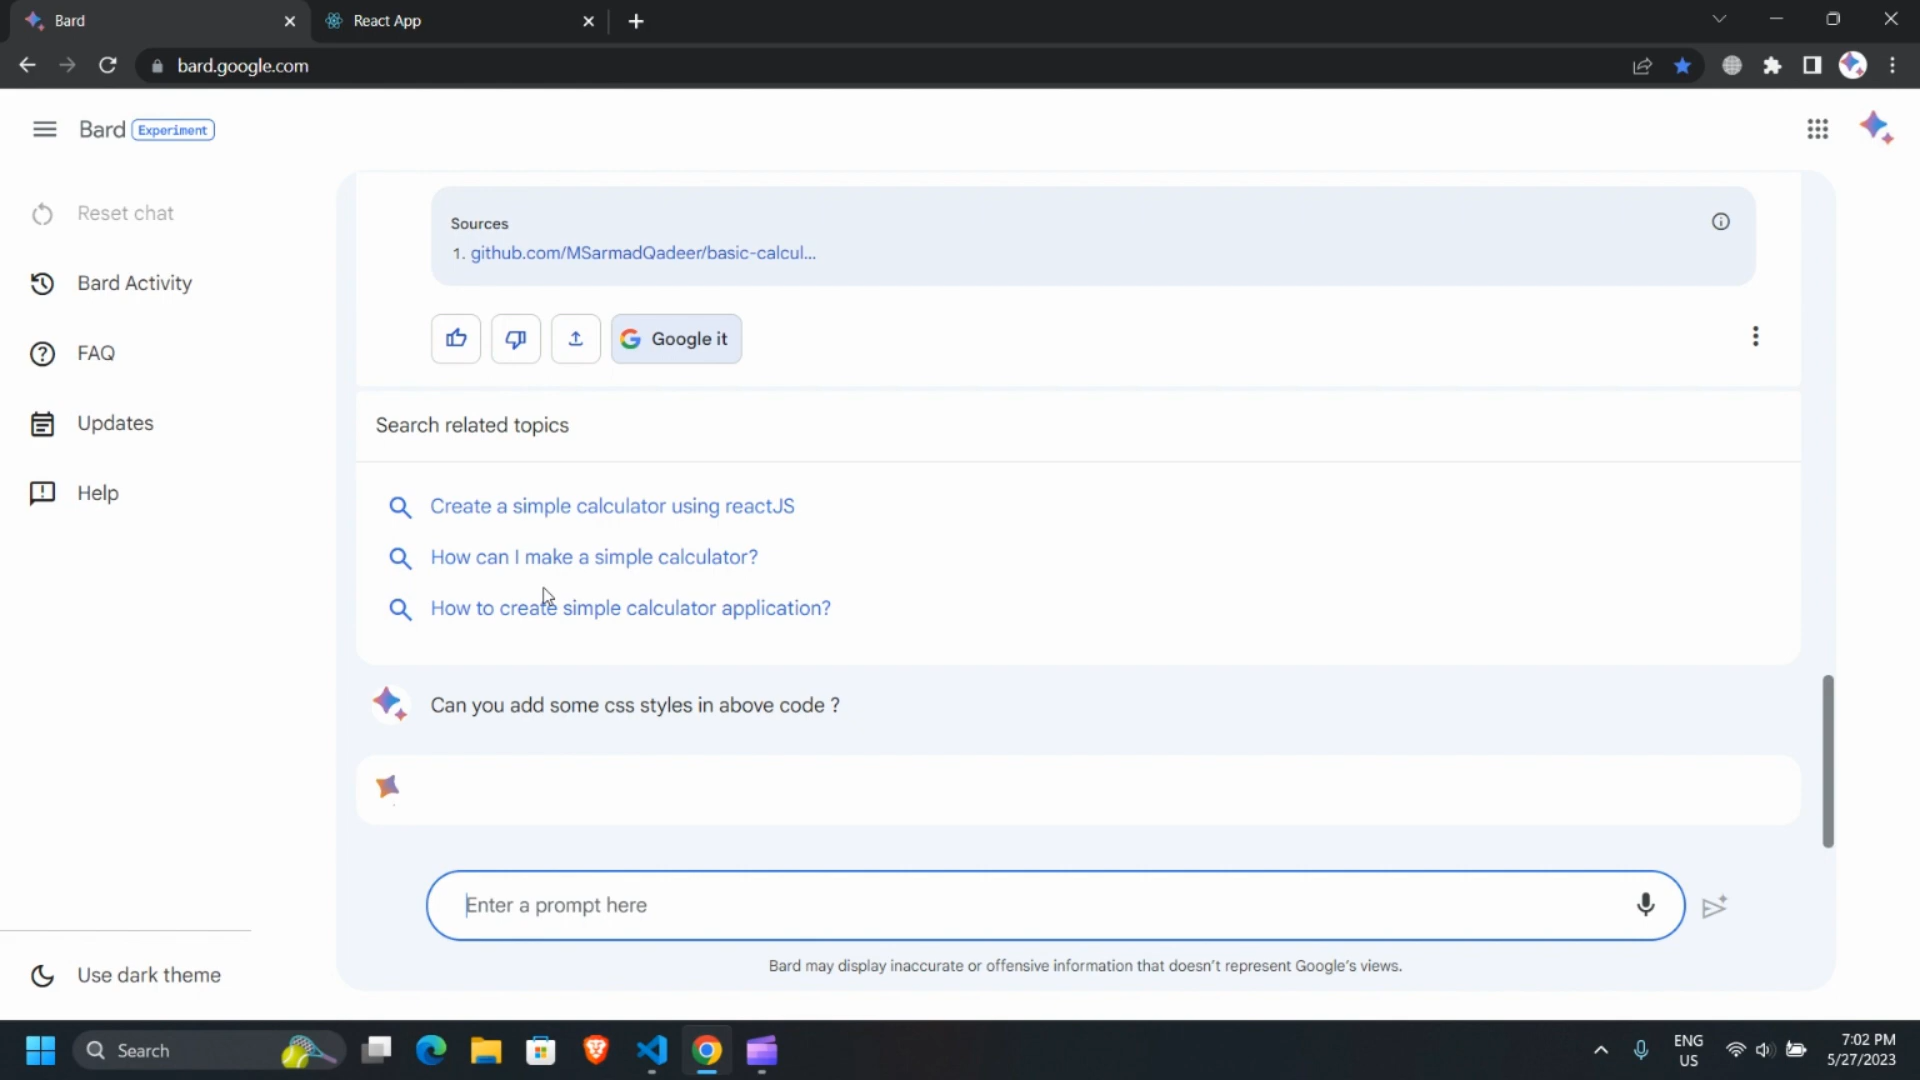 Bard
React App
bard.google.com
Bard Experiment
Reset chat
Bard Activity
FAQ
Updates
Help
Use dark theme
Sources
1. github.com/MSarmadQadeer/basic-calcul...
Google it
Search related topics
Create a simple calculator using reactJS
How can I make a simple calculator?
How to create simple calculator application?
Can you add some css styles in above code ?
Enter a prompt here
Bard may display inaccurate or offensive information that doesn't represent Google's views.
Search
ENG
US
7:02 PM
5/27/2023